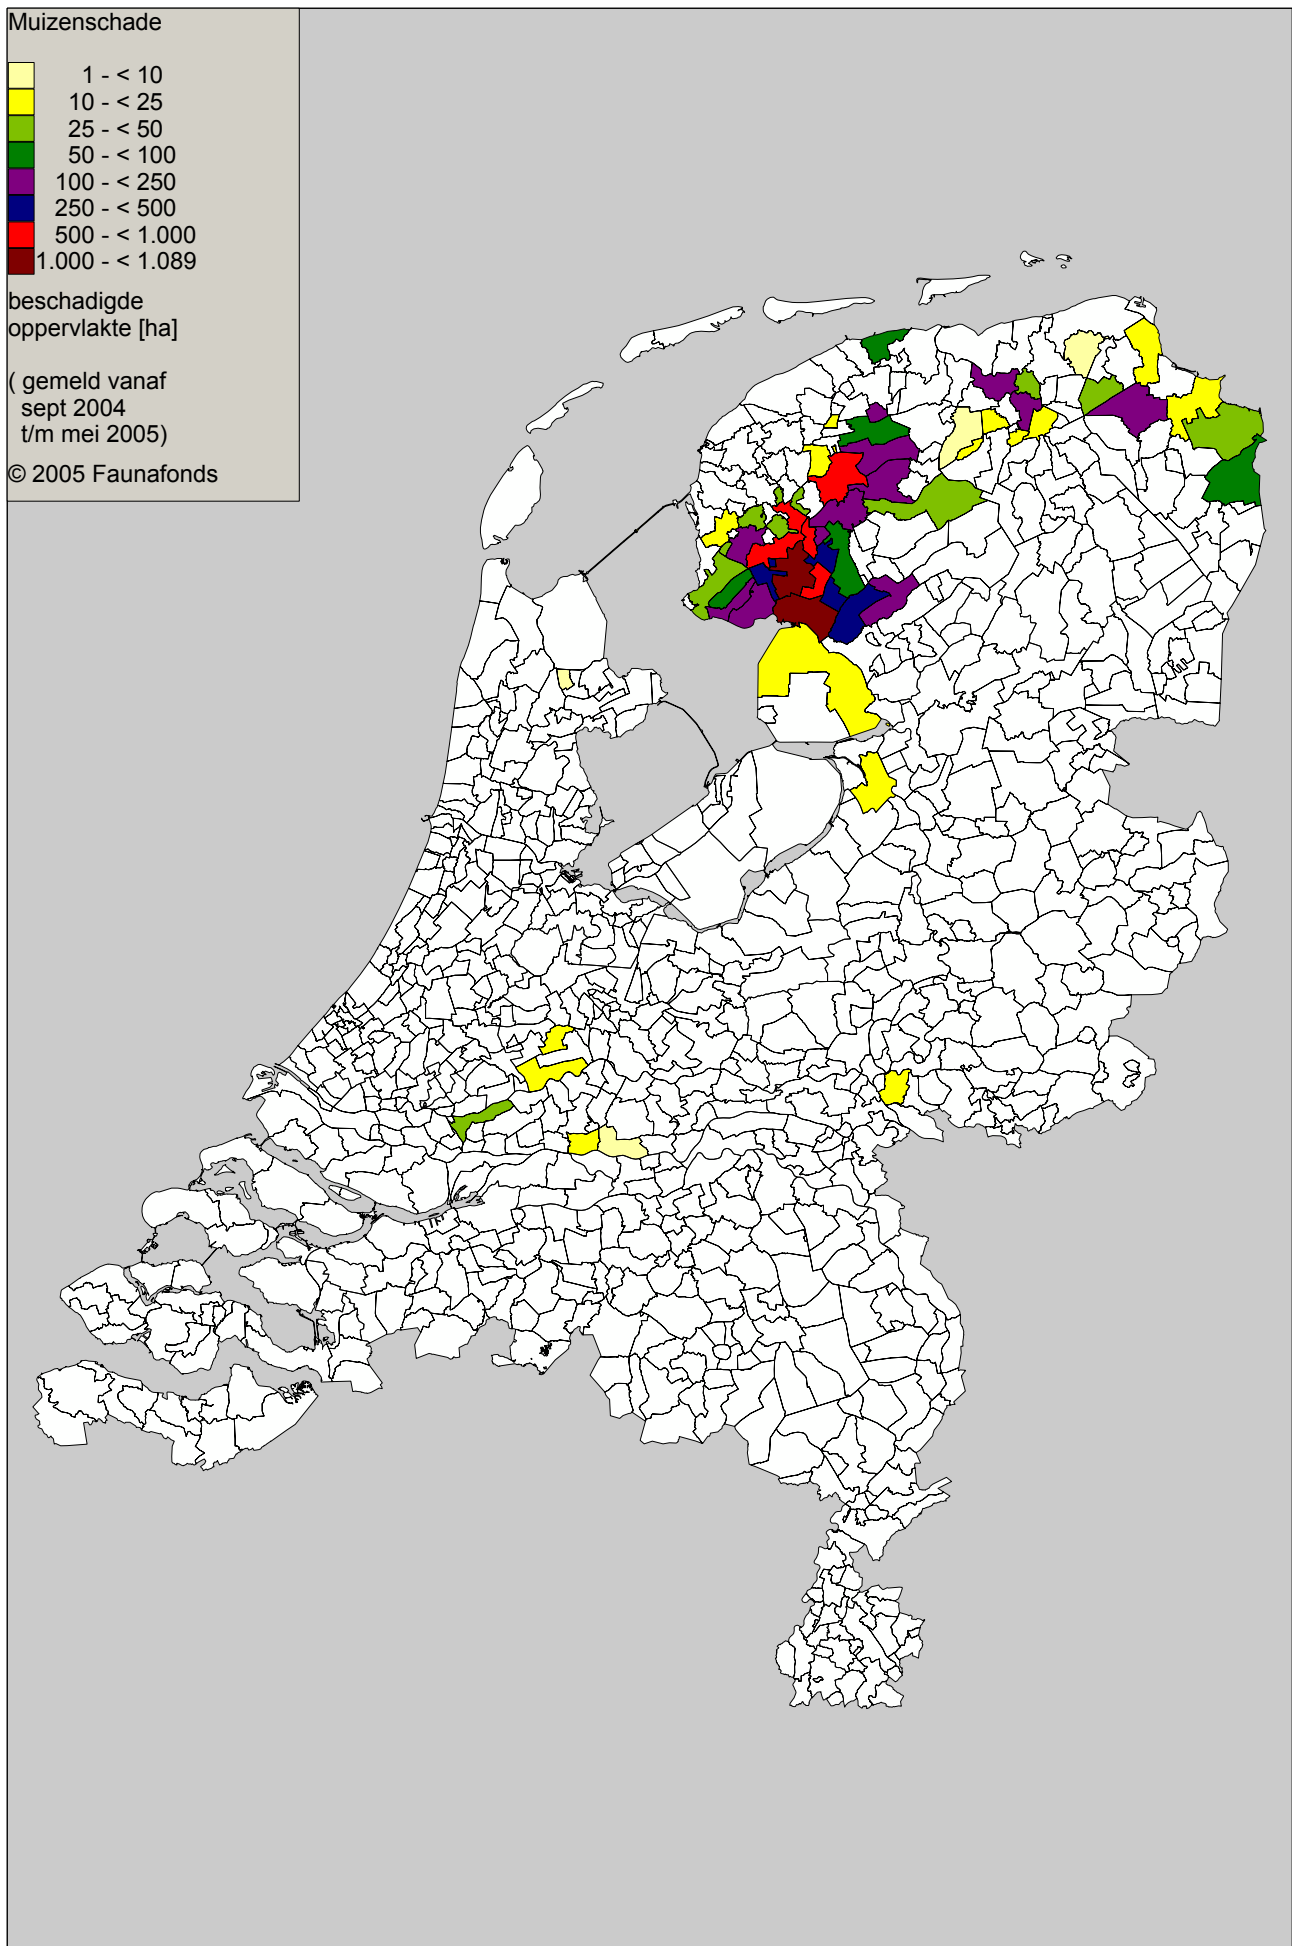 Muizenschade
1 - < 10
10 - < 25
25 - < 50
50 - < 100
100 - < 250
250 - < 500
500 - < 1.000
1.000 - < 1.089
beschadigde
oppervlakte [ha]
( gemeld vanaf
sept 2004
t/m mei 2005)
© 2005 Faunafonds